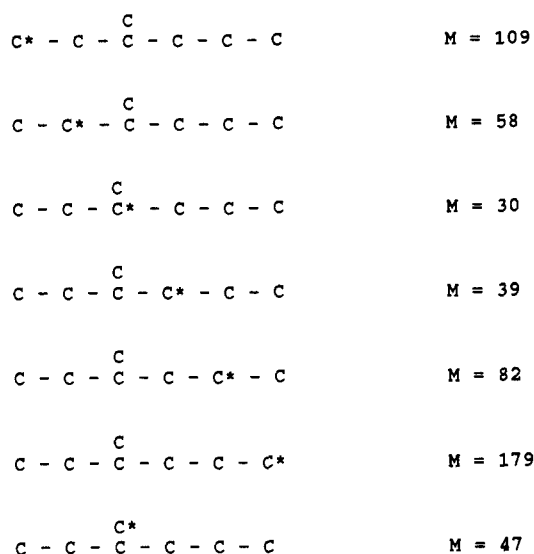 C
C* - C - C - C - C - C M = 109
C
C - C* - C - C - C - C M = 58
C
C - C - C* - C - C - C M = 30
C
C - C - C - C* - C - C M = 39
C
C - C - C - C - C* - C M = 82
C
C - C - C - C - C - C* M = 179
C*
C - C - C - C - C - C M = 47